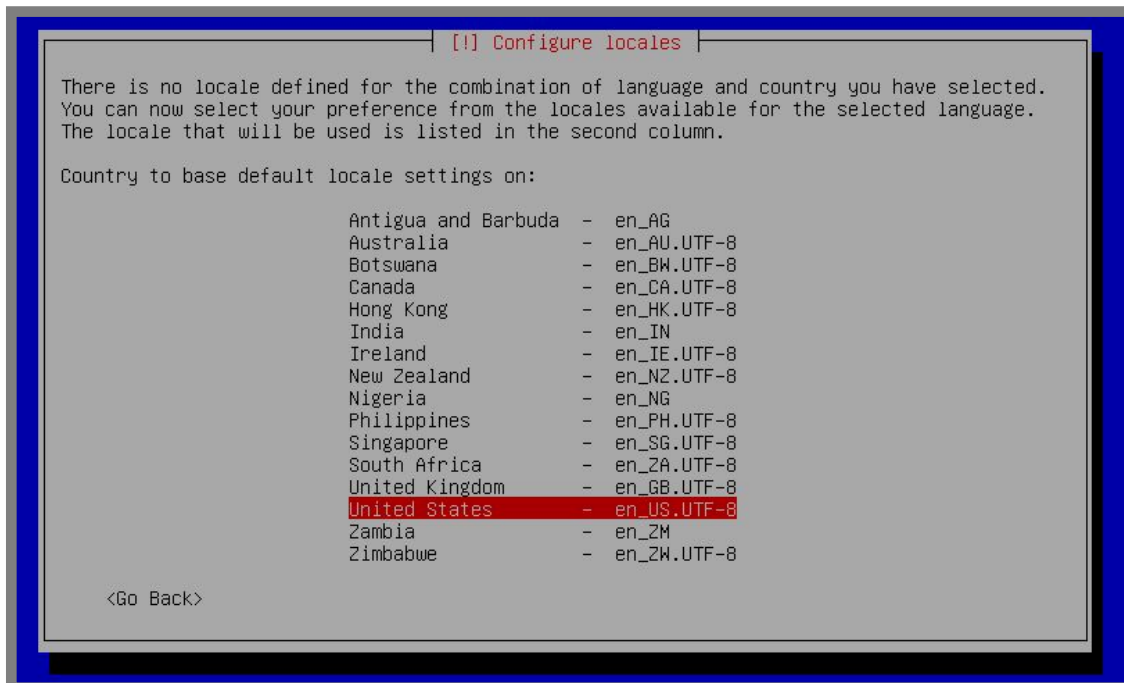 [!] Configure locales
There is no locale defined for the combination of language and country you have selected.
You can now select your preference from the locales available for the selected language.
The locale that will be used is listed in the second column.
Country to base default locale settings on:
Antigua and Barbuda - en_AG
Australia - en_AU.UTF-8
Botswana - en_BW.UTF-8
Canada - en_CA.UTF-8
Hong Kong - en_HK.UTF-8
India - en_IN
Ireland - en_IE.UTF-8
New Zealand - en_NZ.UTF-8
Nigeria - en_NG
Philippines - en_PH.UTF-8
Singapore - en_SG.UTF-8
South Africa - en_ZA.UTF-8
United Kingdom - en_GB.UTF-8
United States - en_US.UTF-8
Zambia - en_ZM
Zimbabwe - en_ZW.UTF-8
<Go Back>